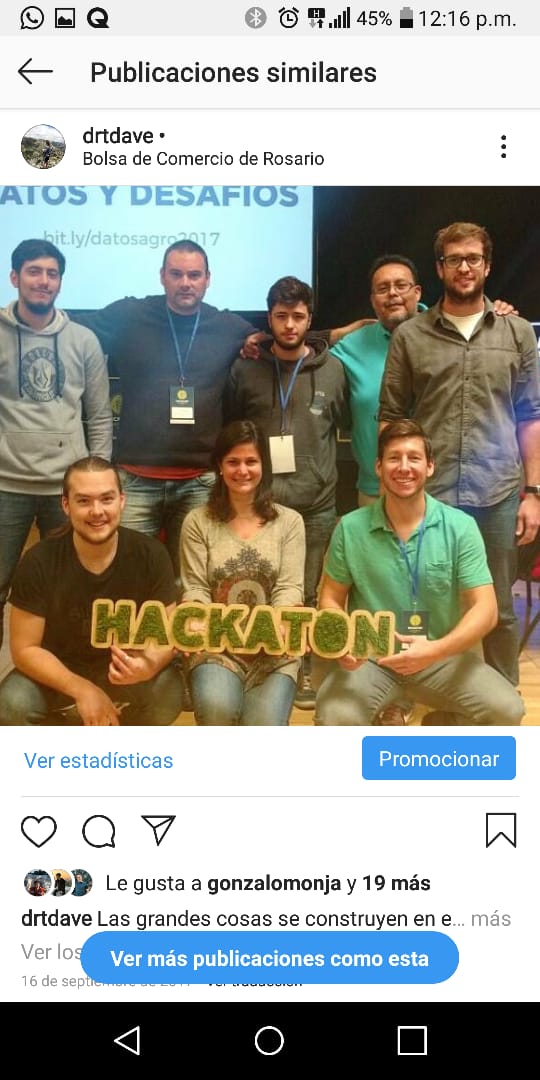 45% 12:16 p.m.
Publicaciones similares
drtdave •
Bolsa de Comercio de Rosario
ATOS Y DESAFÍOS
bit.ly/datosagro2017
HACKATON
Ver estadísticas
Promocionar
Le gusta a gonzalomonja y 19 más
drtdave Las grandes cosas se construyen en e... más
Ver los
Ver más publicaciones como esta
16 de septiembre de 2017
Ver traducción